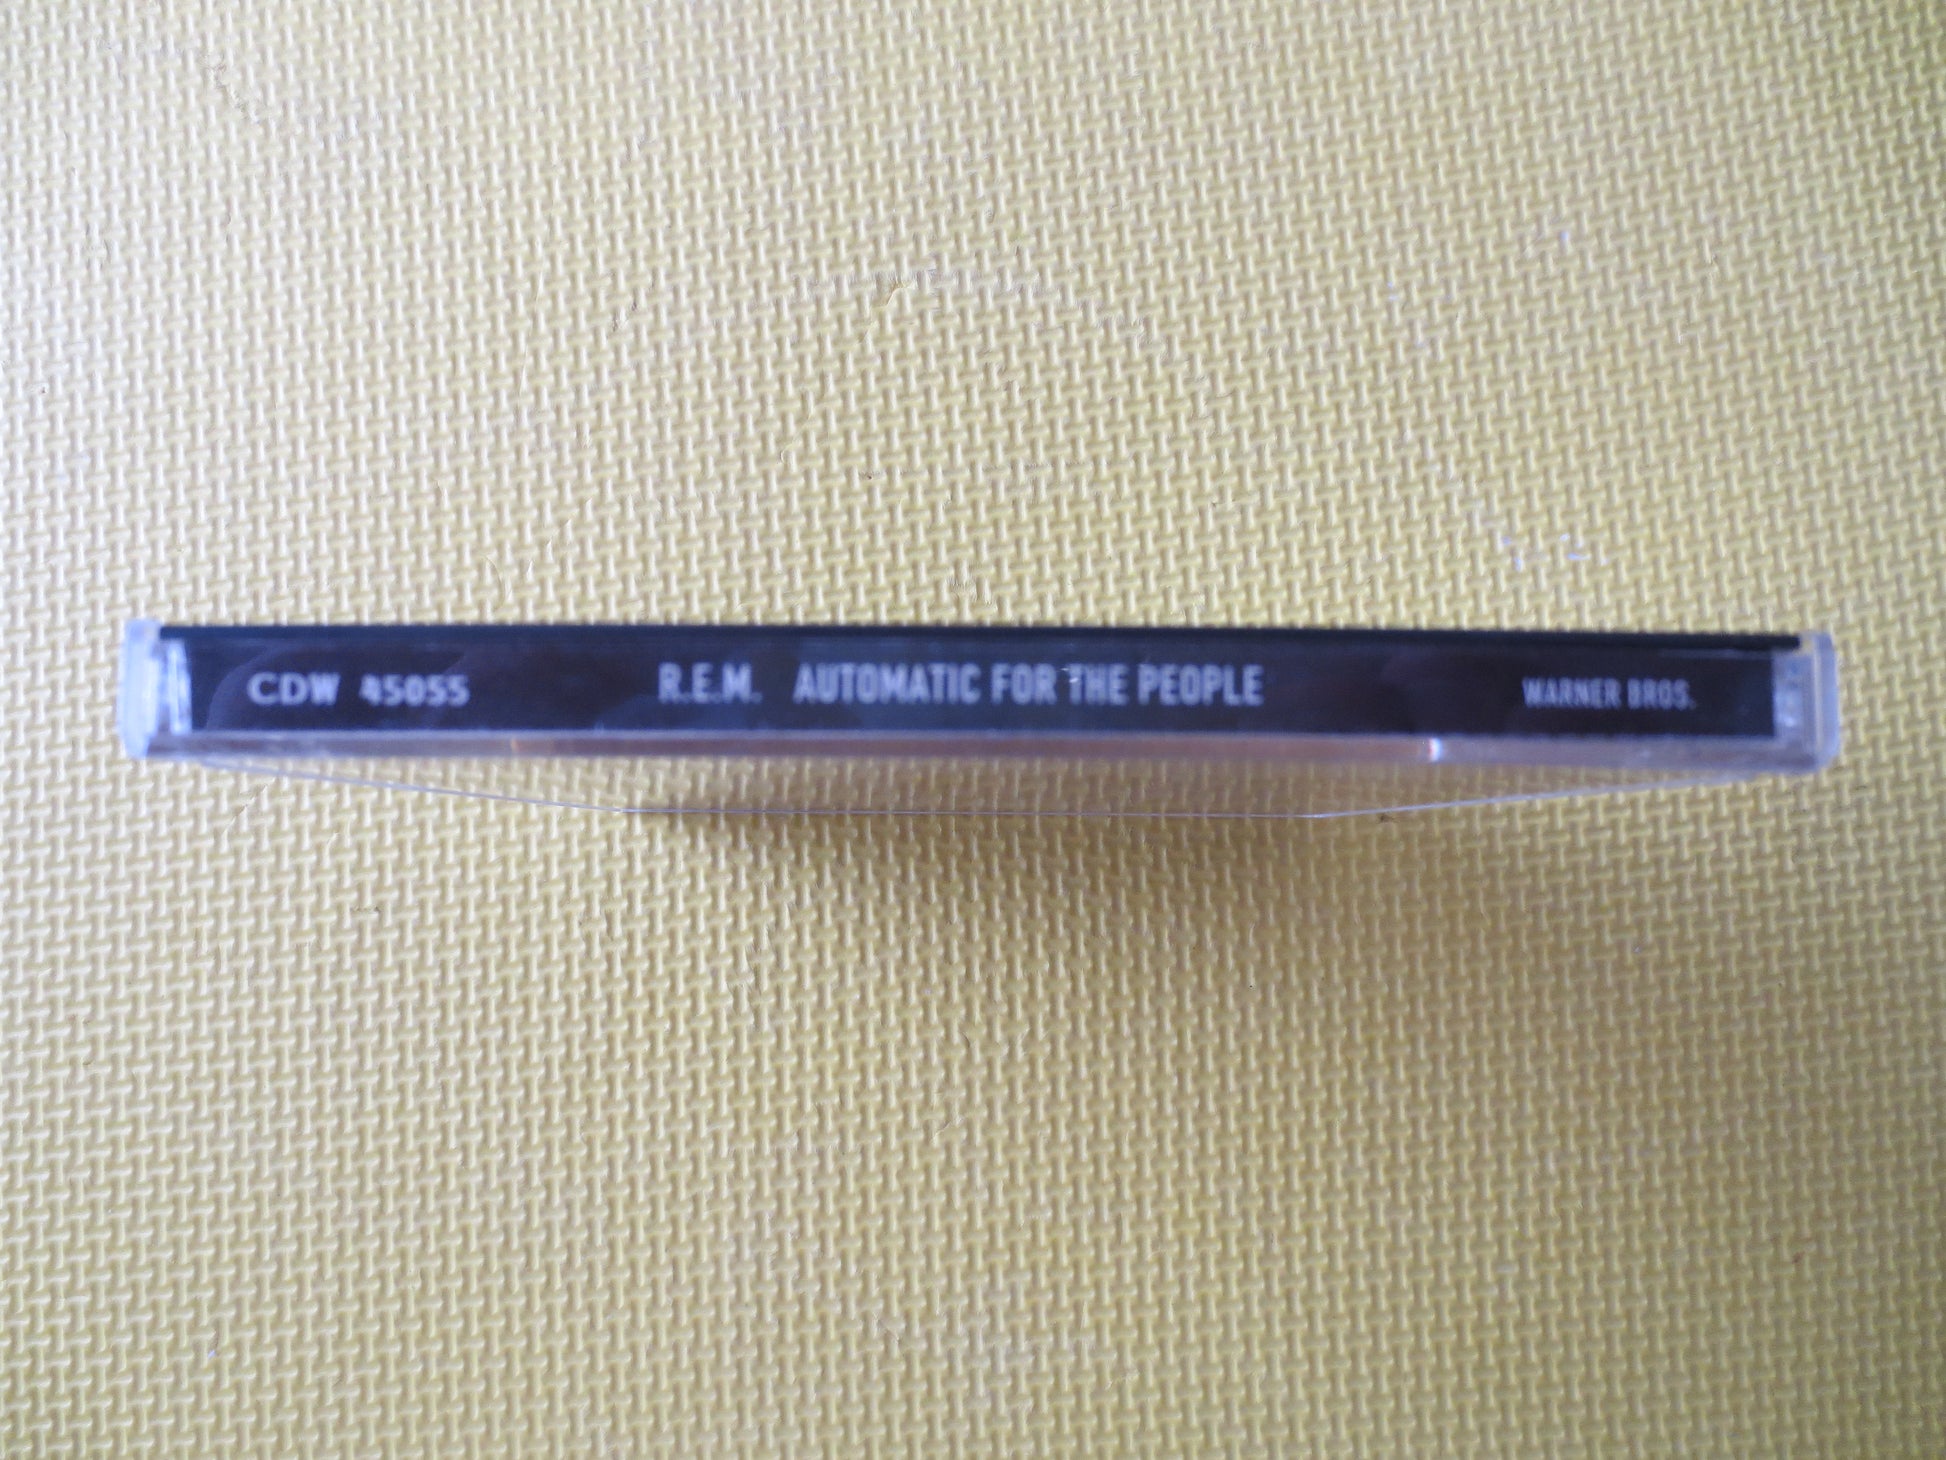 CDW 45055 R.E.M. AUTOMATIC FOR THE PEOPLE WARNER BROS.